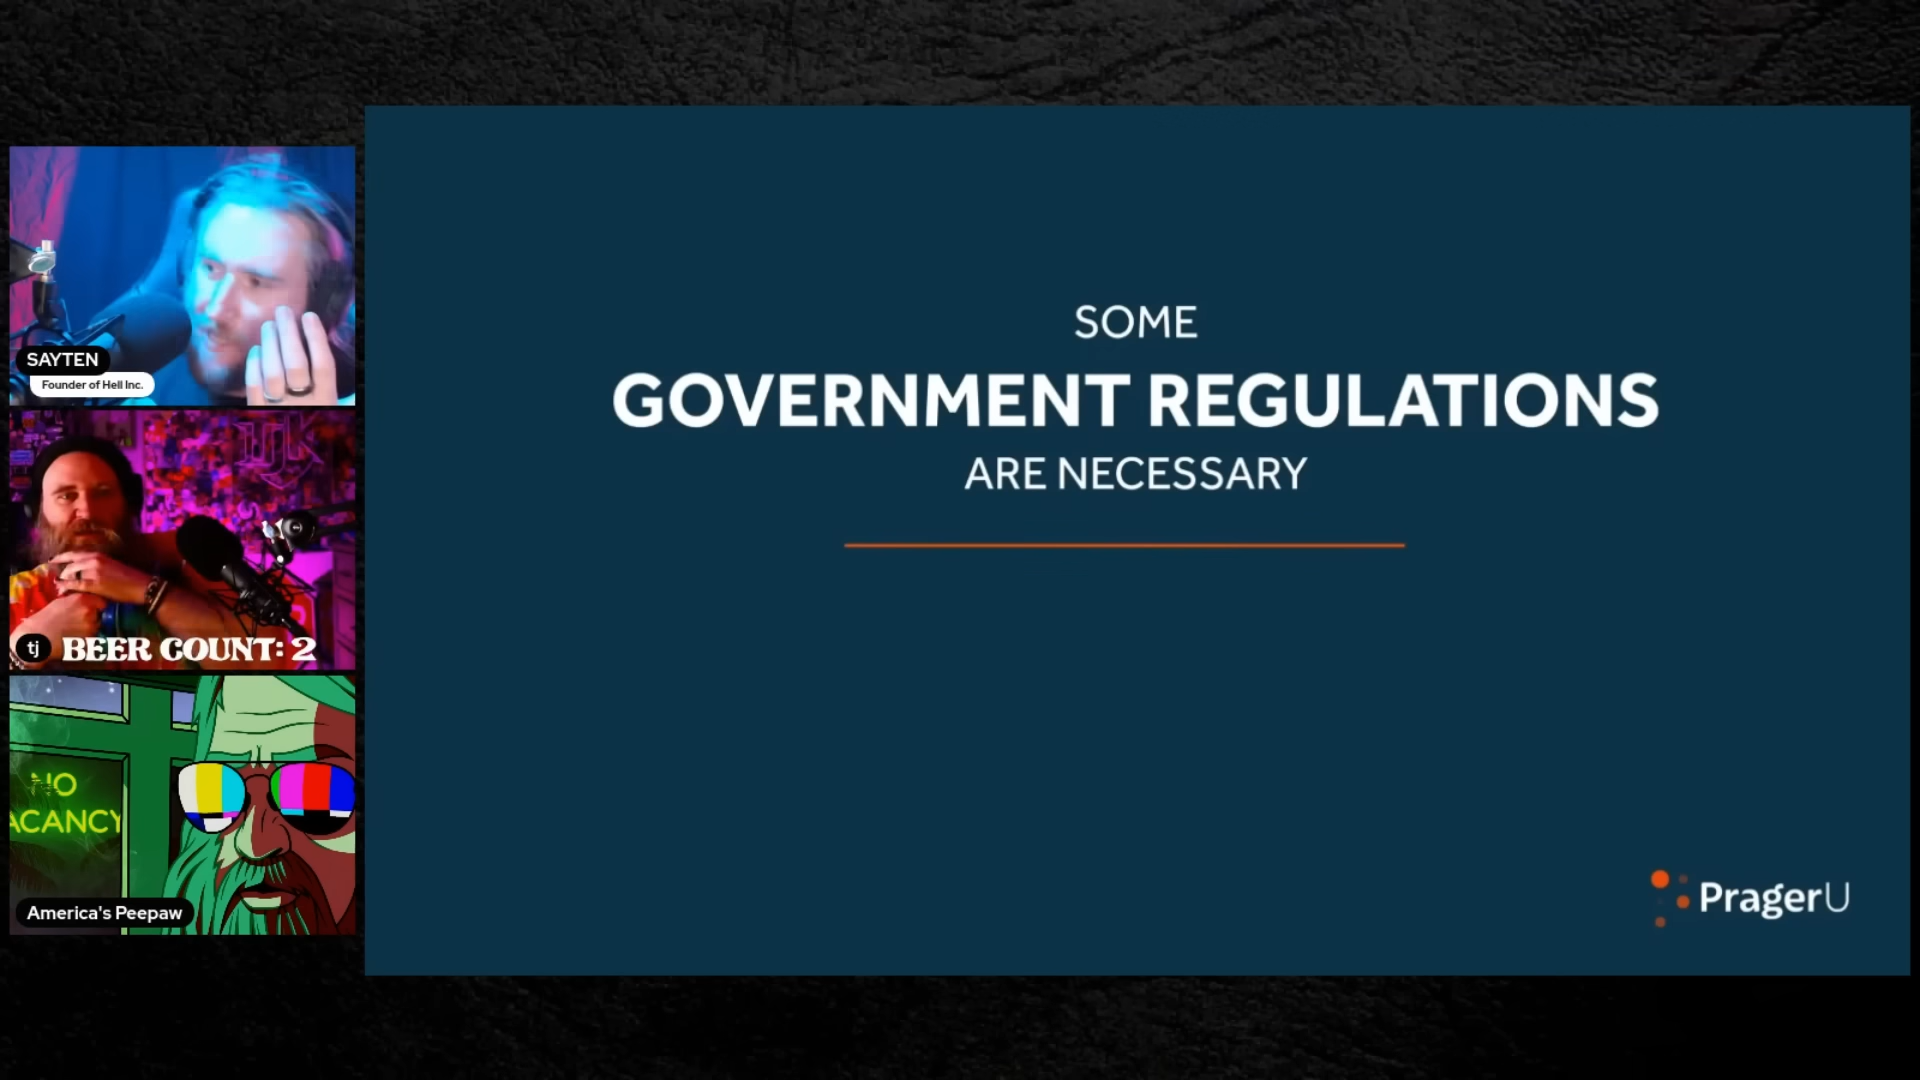 SAYTEN
Founder of Hell Inc.
tj BEER COUNT: 2
NO
ACANCY
America's Peepaw
SOME
GOVERNMENT REGULATIONS
ARE NECESSARY
PragerU